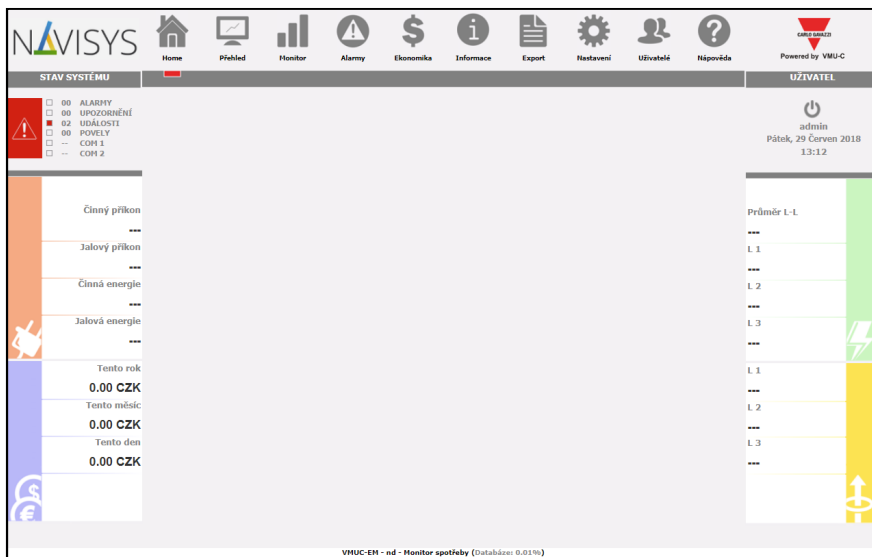 NAVISYS
Home Přehled Monitor Alarmy Ekonomika Informace Export Nastavení Uživatelé Nápověda
CARLO GAVAZZI
Powered by VMU-C
STAV SYSTÉMU
UŽIVATEL
00 ALARMY
00 UPOZORNĚNÍ
02 UDÁLOSTI
00 POVELY
-- COM 1
-- COM 2
admin
Pátek, 29 Červen 2018
13:12
Činný příkon
---
Jalový příkon
---
Činná energie
---
Jalová energie
---
Tento rok
0.00 CZK
Tento měsíc
0.00 CZK
Tento den
0.00 CZK
Průměr L-L
---
L 1
---
L 2
---
L 3
---
L 1
---
L 2
---
L 3
---
VMUC-EM - nd - Monitor spotřeby (Databáze: 0.01%)